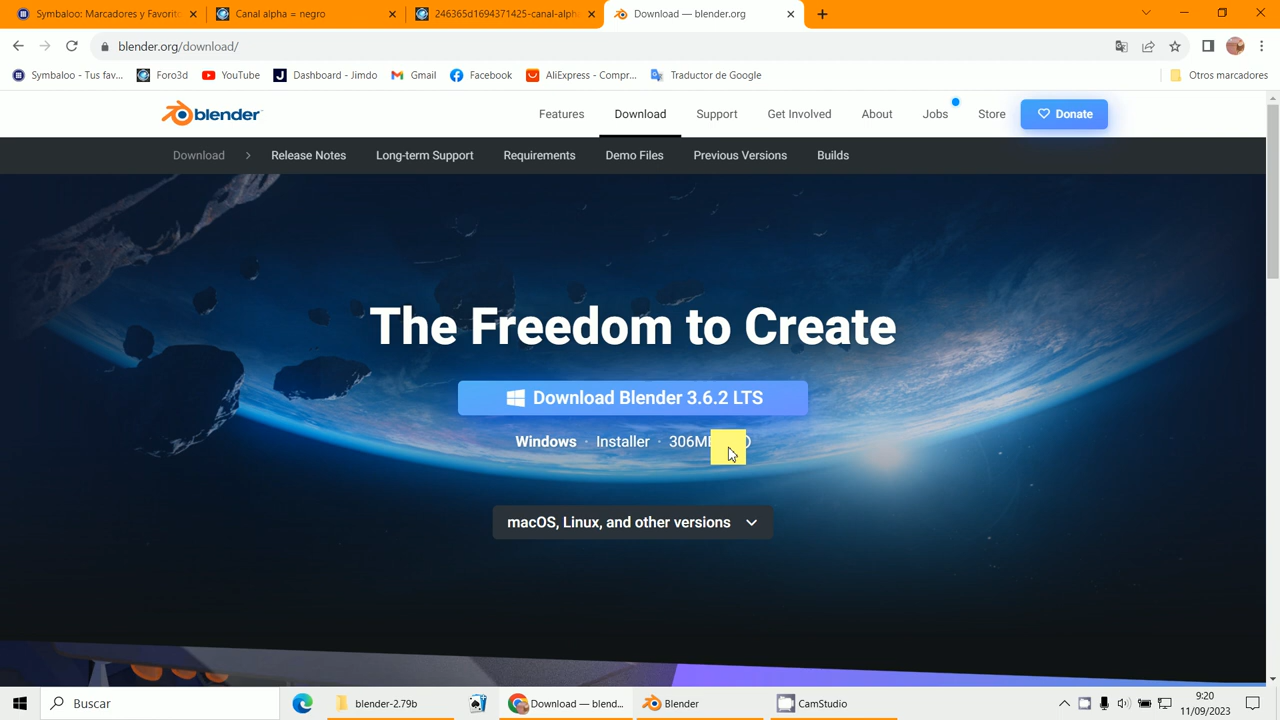 Symbaloo: Marcadores y Favorito
Canal alpha = negro
246365d1694371425-canal-alph
Download — blender.org
blender.org/download/
Symbaloo - Tus fav...
Foro3d
YouTube
Dashboard - Jimdo
Gmail
Facebook
AliExpress - Compr...
Traductor de Google
Otros marcadores
blender
Features
Download
Support
Get Involved
About
Jobs
Store
Donate
Download
Release Notes
Long-term Support
Requirements
Demo Files
Previous Versions
Builds
The Freedom to Create
Download Blender 3.6.2 LTS
Windows · Installer ·
macOS, Linux, and other versions
Buscar
blender-2.79b
Download — blend...
Blender
CamStudio
9:20
11/09/2023